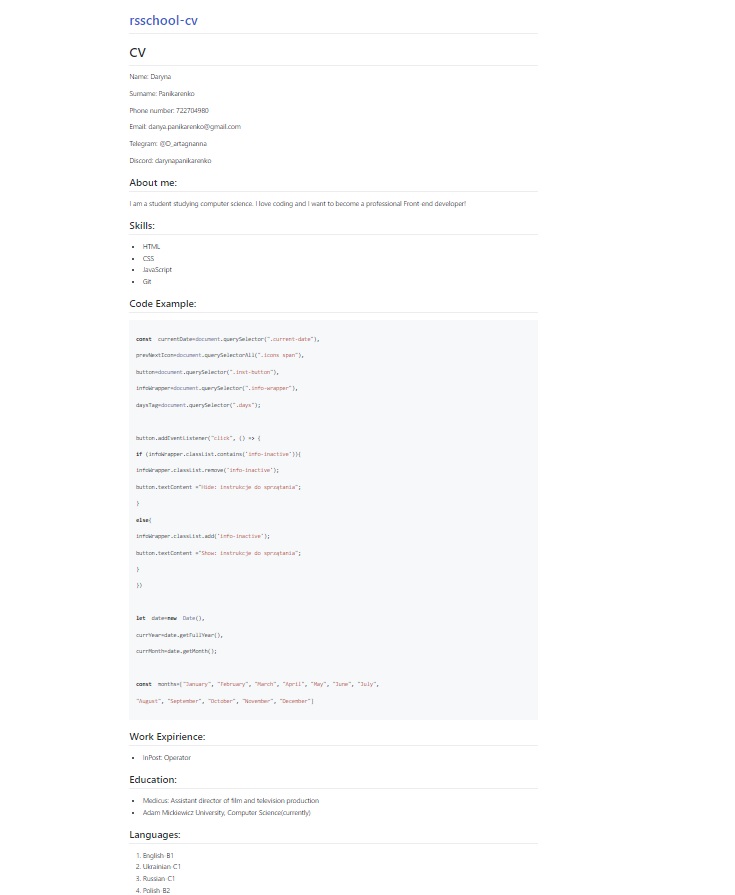 rsschool-cv
CV
Name: Daryna
Surname: Panikarenko
Phone number: 722704980
Email: danya.panikarenko@gmail.com
Telegram: @D_artagnanna
Discord: darynapanikarenko
About me:
I am a student studying computer science. I love coding and I want to become a professional Front end developer!
Skills:
• HTML
• CSS
• JavaScript
• Git
Code Example:
const currentDate=document.querySelector(".current-date"),
prevNextIcon=document.querySelectorAll(".icons span"),
button=document.querySelector(".inst-button"),
infoWrapper=document.querySelector(".info-wrapper"),
daysTag=document.querySelector(".days");
button.addEventListener("click", () => {
if (infoWrapper.classList.contains('info-inactive')){
infoWrapper.classList.remove('info-inactive');
button.textContent ="Hide: instrukcje do sprzątania";
}
else{
infoWrapper.classList.add('info-inactive');
button.textContent ="Show: instrukcje do sprzątania";
}
})
let date=new Date(),
currYear=date.getFullYear(),
currMonth=date.getMonth();
const months=["January", "February", "March", "April", "May", "June", "July",
"August", "September", "October", "November", "December"]
Work Expirience:
• InPost: Operator
Education:
• Medicus: Assistant director of film and television production
• Adam Mickiewicz University, Computer Science(currently)
Languages:
1. English B1
2. Ukrainian C1
3. Russian C1
4. Polish B2